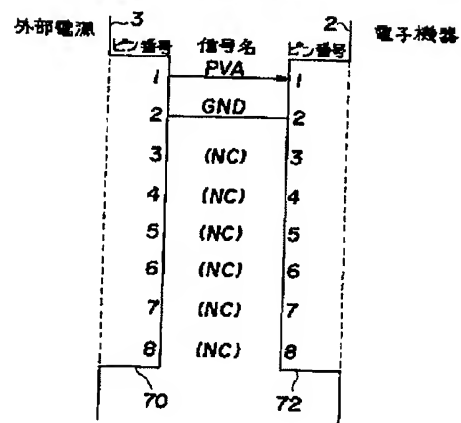 3 2
外部電源 電子機器
ピン番号 信号名 ピン番号
1 PVA 1
2 GND 2
3 (NC) 3
4 (NC) 4
5 (NC) 5
6 (NC) 6
7 (NC) 7
8 (NC) 8
70 72